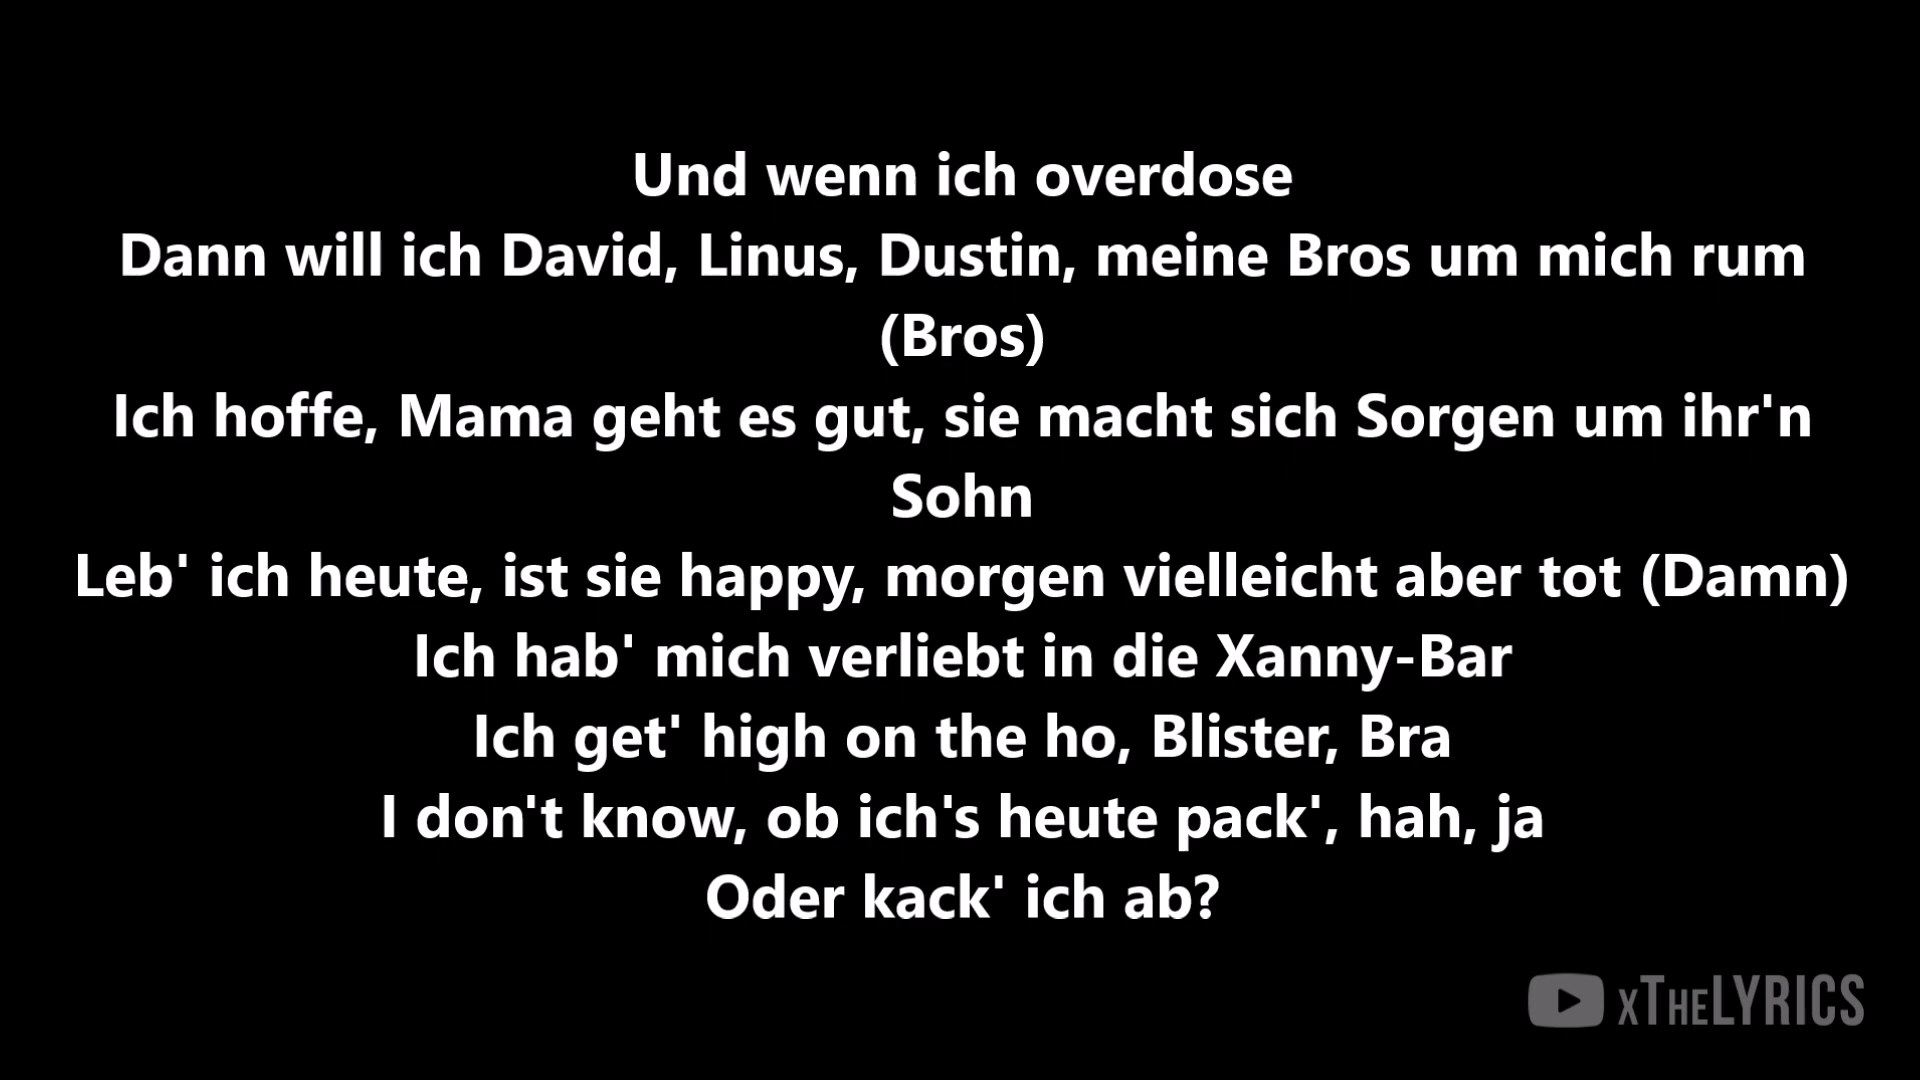 Und wenn ich overdose
Dann will ich David, Linus, Dustin, meine Bros um mich rum
(Bros)
Ich hoffe, Mama geht es gut, sie macht sich Sorgen um ihr'n
Sohn
Leb' ich heute, ist sie happy, morgen vielleicht aber tot (Damn)
Ich hab' mich verliebt in die Xanny-Bar
Ich get' high on the ho, Blister, Bra
I don't know, ob ich's heute pack', hah, ja
Oder kack' ich ab?
xTheLYRICS